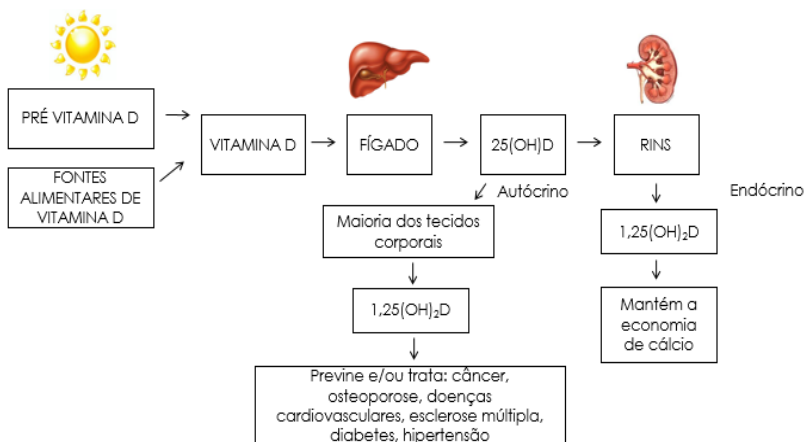 PRÉ VITAMINA D
FONTES
ALIMENTARES DE
VITAMINA D
VITAMINA D
FÍGADO
25(OH)D
RINS
Autócrino
Endócrino
Maioria dos tecidos
corporais
1,25(OH)₂D
1,25(OH)₂D
Mantém a
economia
de cálcio
Previne e/ou trata: câncer,
osteoporose, doenças
cardiovasculares, esclerose múltipla,
diabetes, hipertensão